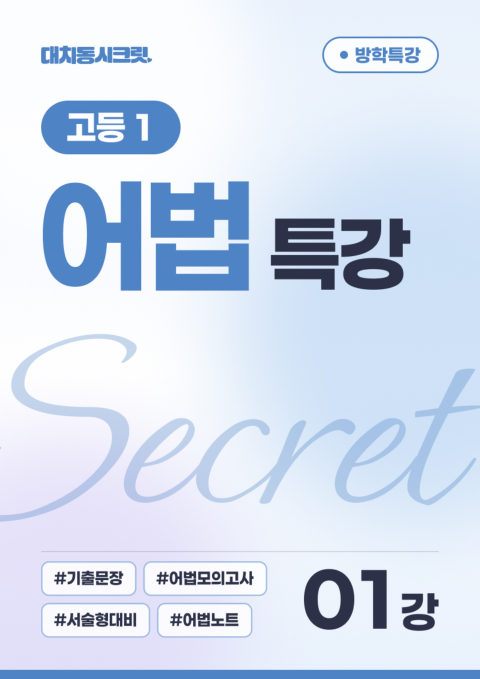 대치동시크릿.
방학특강
고등 1
어법 특강
Secret
#기출문장 #어법모의고사
#서술형대비 #어법노트
01강